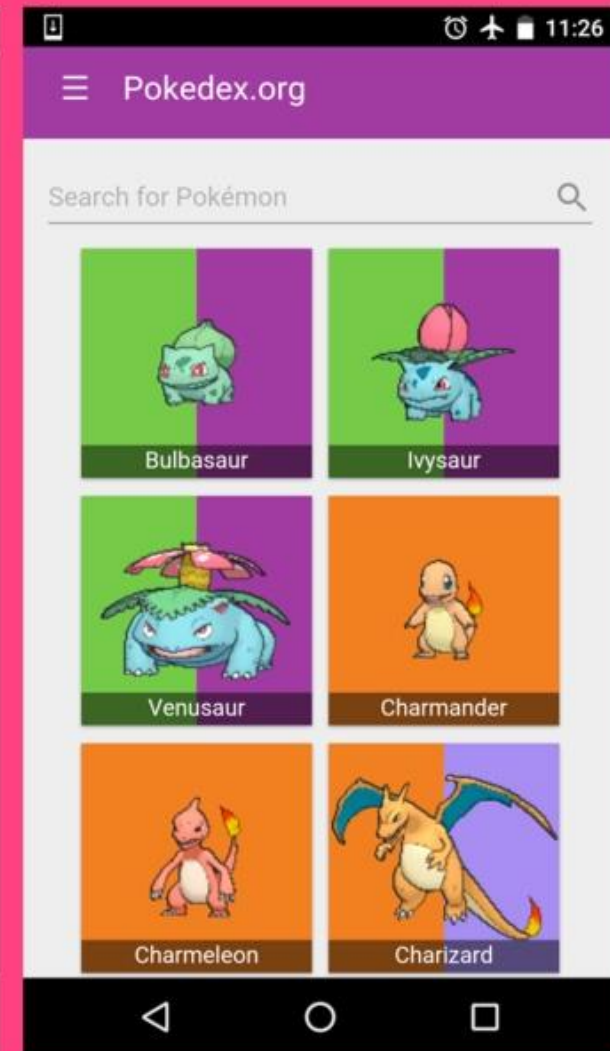 11:26
Pokedex.org
Search for Pokémon
Bulbasaur
Ivysaur
Venusaur
Charmander
Charmeleon
Charizard